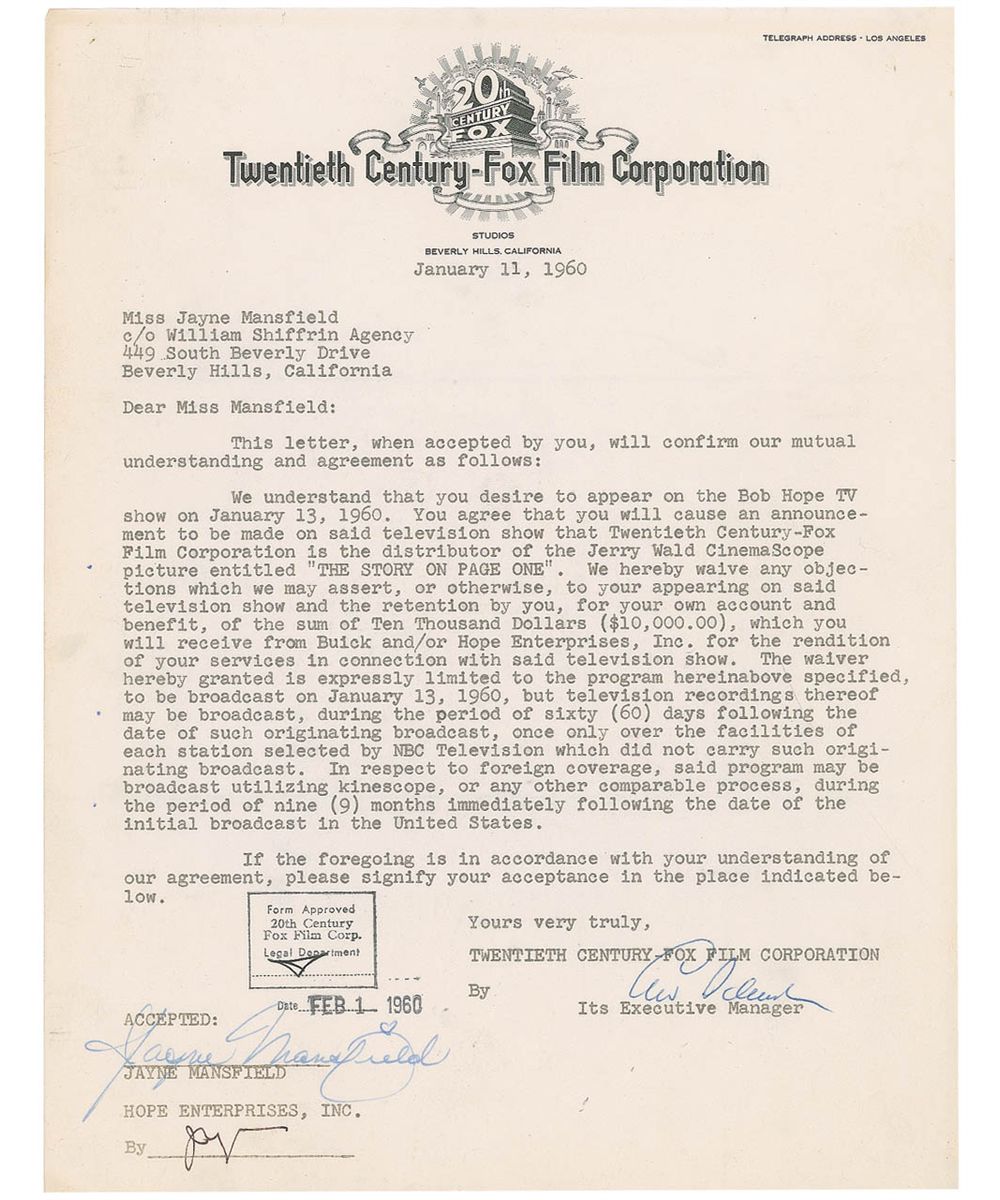 TELEGRAPH ADDRESS · LOS ANGELES
20th
CENTURY
FOX
Twentieth Century-Fox Film Corporation
STUDIOS
BEVERLY HILLS, CALIFORNIA
January 11, 1960
Miss Jayne Mansfield
c/o William Shiffrin Agency
449 South Beverly Drive
Beverly Hills, California
Dear Miss Mansfield:
This letter, when accepted by you, will confirm our mutual
understanding and agreement as follows:
We understand that you desire to appear on the Bob Hope TV
show on January 13, 1960. You agree that you will cause an announce-
ment to be made on said television show that Twentieth Century-Fox
Film Corporation is the distributor of the Jerry Wald CinemaScope
picture entitled "THE STORY ON PAGE ONE". We hereby waive any objec-
tions which we may assert, or otherwise, to your appearing on said
television show and the retention by you, for your own account and
benefit, of the sum of Ten Thousand Dollars ($10,000.00), which you
will receive from Buick and/or Hope Enterprises, Inc. for the rendition
of your services in connection with said television show. The waiver
hereby granted is expressly limited to the program hereinabove specified,
to be broadcast on January 13, 1960, but television recordings thereof
may be broadcast, during the period of sixty (60) days following the
date of such originating broadcast, once only over the facilities of
each station selected by NBC Television which did not carry such origi-
nating broadcast. In respect to foreign coverage, said program may be
broadcast utilizing kinescope, or any other comparable process, during
the period of nine (9) months immediately following the date of the
initial broadcast in the United States.
If the foregoing is in accordance with your understanding of
our agreement, please signify your acceptance in the place indicated be-
low.
Form Approved
20th Century
Fox Film Corp.
Legal Department
Date FEB 1 1960
Yours very truly,
TWENTIETH CENTURY-FOX FILM CORPORATION
By
Its Executive Manager
ACCEPTED:
Jayne Mansfield
JAYNE MANSFIELD
HOPE ENTERPRISES, INC.
By